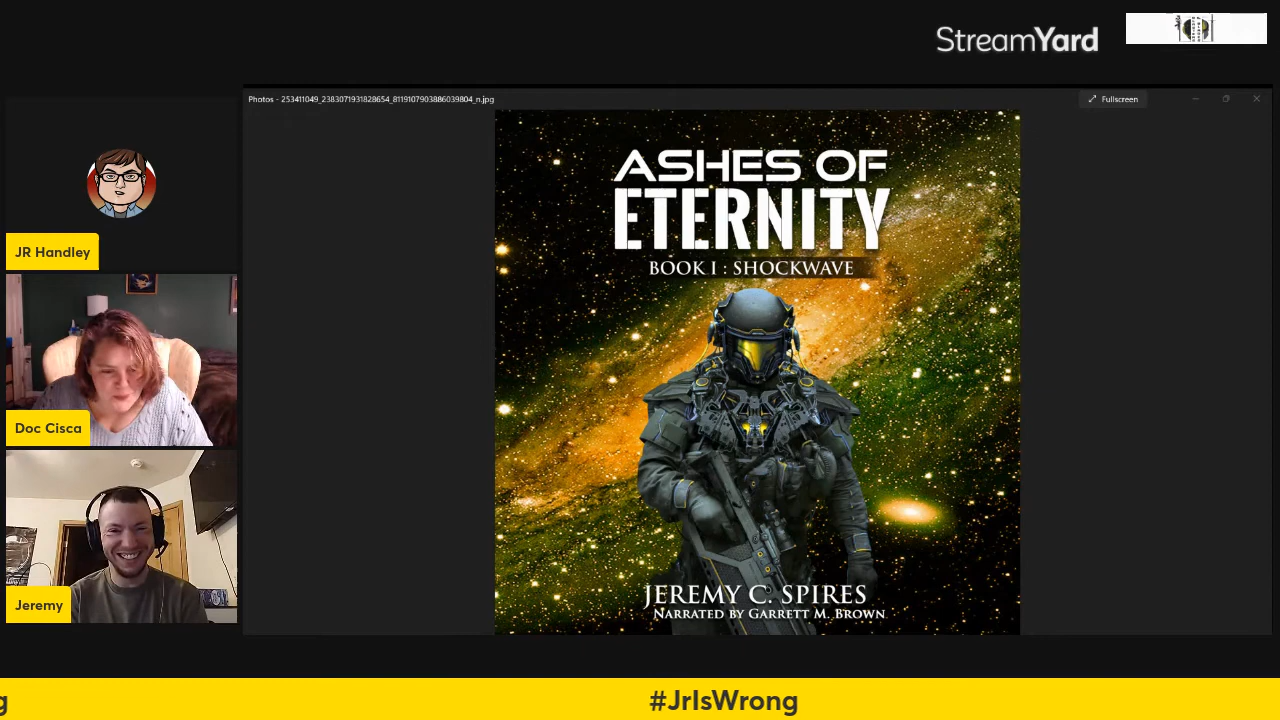 StreamYard
Photos - 253411049_2383071931828654_8119107903886039804_n.jpg
Fullscreen
ASHES OF
ETERNITY
BOOK I : SHOCKWAVE
JEREMY C. SPIRES
NARRATED BY GARRETT M. BROWN
JR Handley
Doc Cisca
Jeremy
g
#JrIsWrong